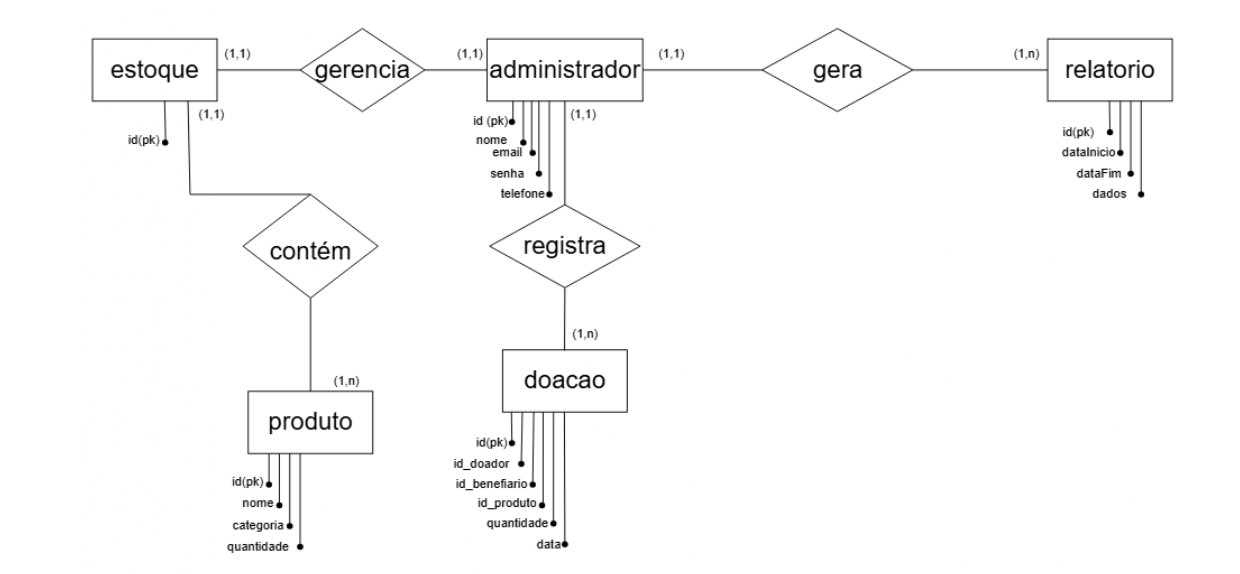 estoque
(1,1)
gerencia
(1,1)
administrador
(1,1)
gera
(1,n)
relatorio
id(pk)
(1,1)
id (pk)
nome
email
senha
telefone
(1,1)
id(pk)
dataInicio
dataFim
dados
contém
registra
(1,n)
produto
id(pk)
nome
categoria
quantidade
(1,n)
doacao
id(pk)
id_doador
id_benefiario
id_produto
quantidade
data